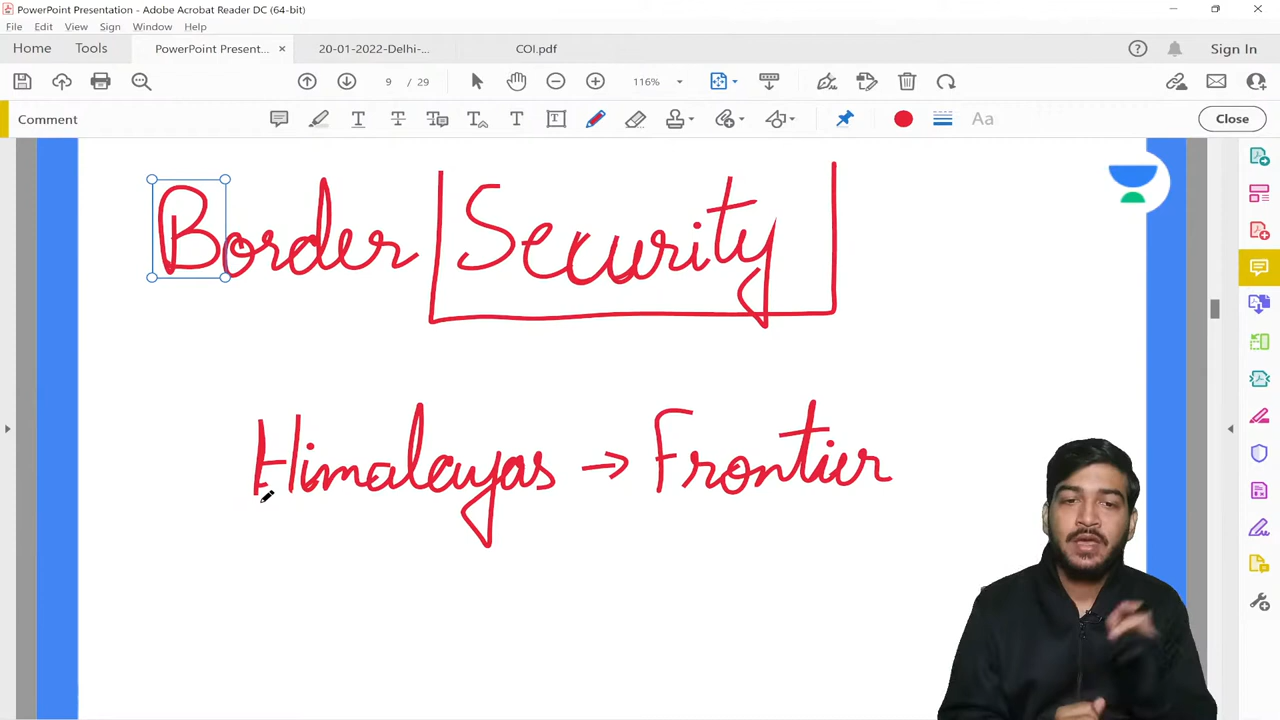 PowerPoint Presentation - Adobe Acrobat Reader DC (64-bit)
File Edit View Sign Window Help
Home Tools PowerPoint Present... × 20-01-2022-Delhi-... COI.pdf Sign In
9 / 29 116%
Comment Aa Close
Border Security
Himalayas → Frontier